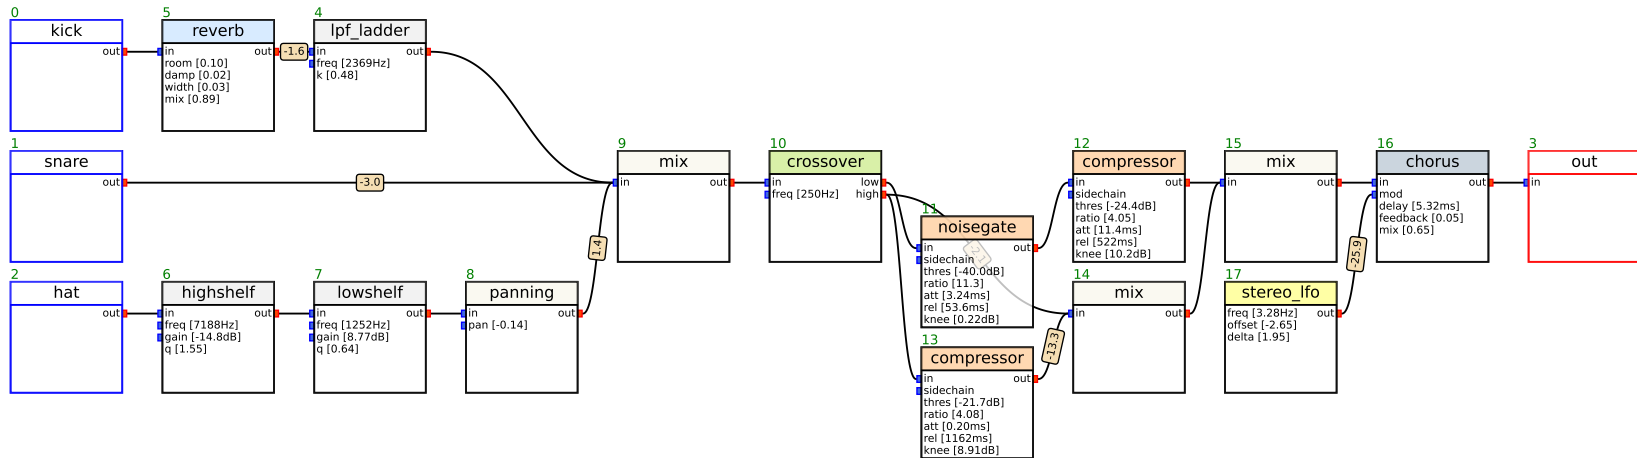 0
kick
out
5
reverb
in out
room [0.10]
damp [0.02]
width [0.03]
mix [0.89]
-1.6
4
lpf_ladder
in out
freq [2369Hz]
k [0.48]
1
snare
out
-3.0
2
hat
out
6
highshelf
in out
freq [7188Hz]
gain [-14.8dB]
q [1.55]
7
lowshelf
in out
freq [1252Hz]
gain [8.77dB]
q [0.64]
8
panning
in out
pan [-0.14]
1.4
9
mix
in out
10
crossover
in low
freq [250Hz] high
11
noisegate
in out
sidechain
thres [-40.0dB]
ratio [11.3]
att [3.24ms]
rel [53.6ms]
knee [0.22dB]
-2.1
13
compressor
in out
sidechain
thres [-21.7dB]
ratio [4.08]
att [0.20ms]
rel [1162ms]
knee [8.91dB]
-13.3
12
compressor
in out
sidechain
thres [-24.4dB]
ratio [4.05]
att [11.4ms]
rel [522ms]
knee [10.2dB]
14
mix
in out
15
mix
in out
17
stereo_lfo
freq [3.28Hz] out
offset [-2.65]
delta [1.95]
-25.9
16
chorus
in out
mod
delay [5.32ms]
feedback [0.05]
mix [0.65]
3
out
in